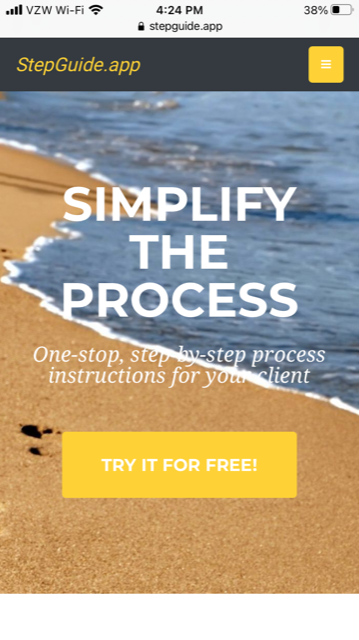 VZW Wi-Fi 4:24 PM 38%
stepguide.app
StepGuide.app
SIMPLIFY
THE
PROCESS
One-stop, step-by-step process
instructions for your client
TRY IT FOR FREE!